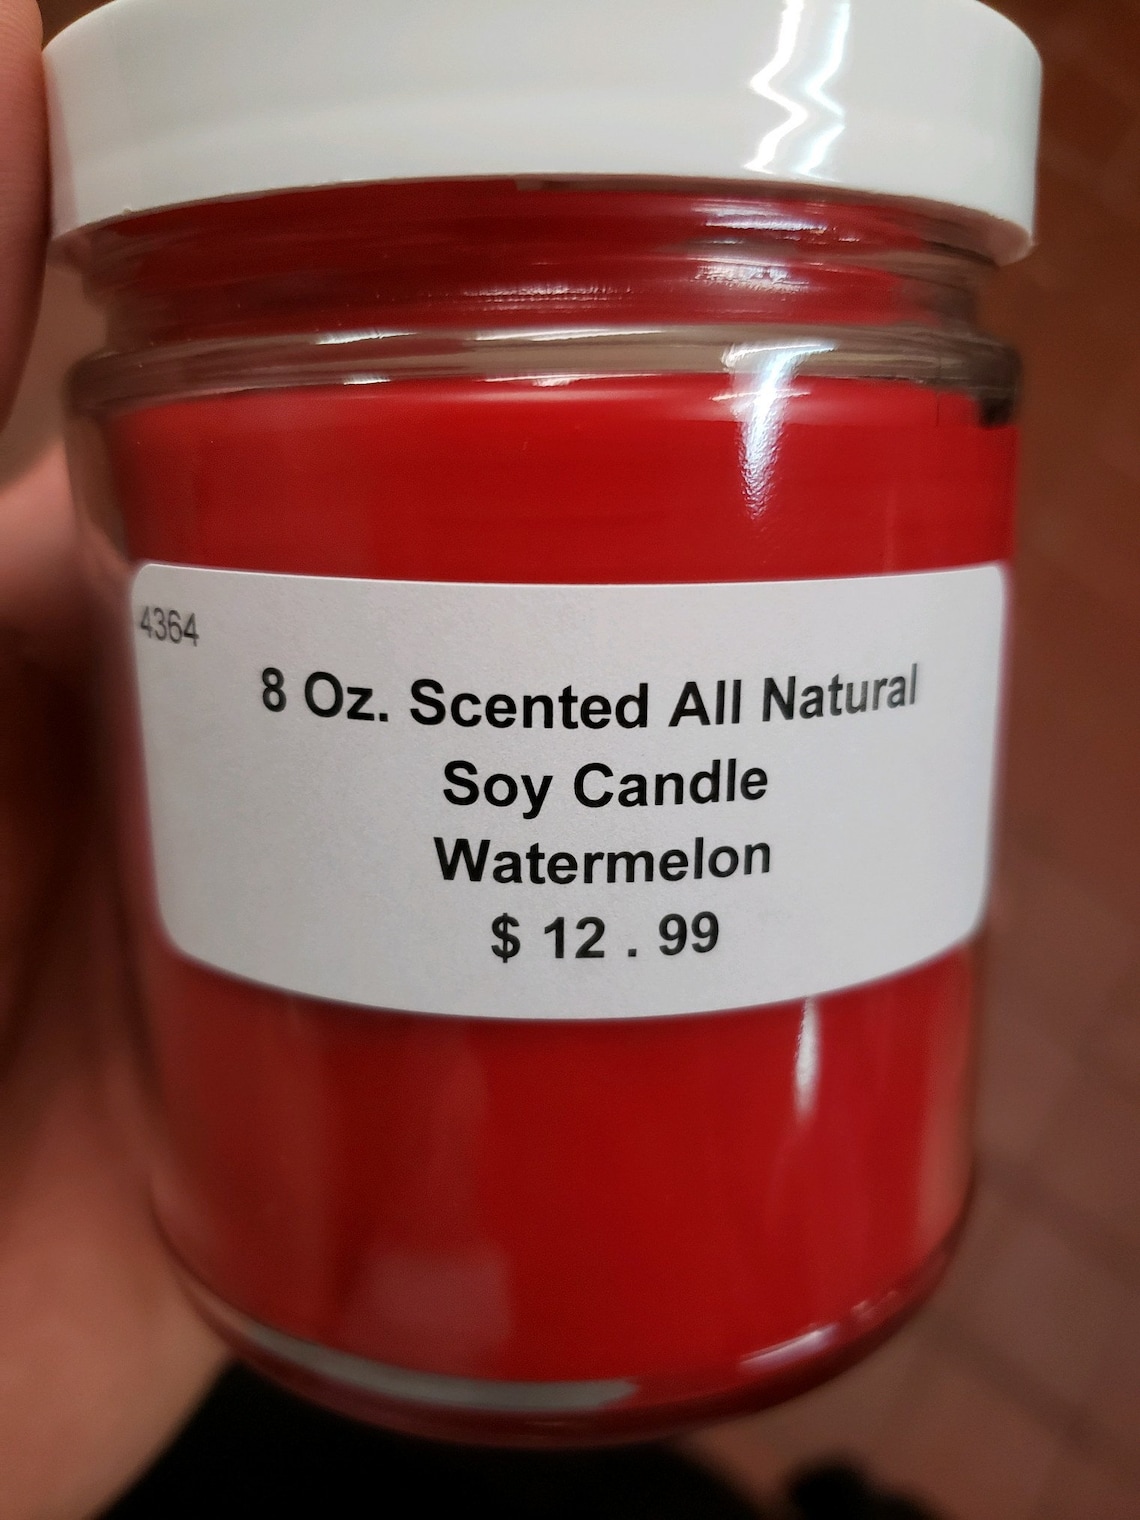 4364
8 Oz. Scented All Natural
Soy Candle
Watermelon
$ 12 . 99